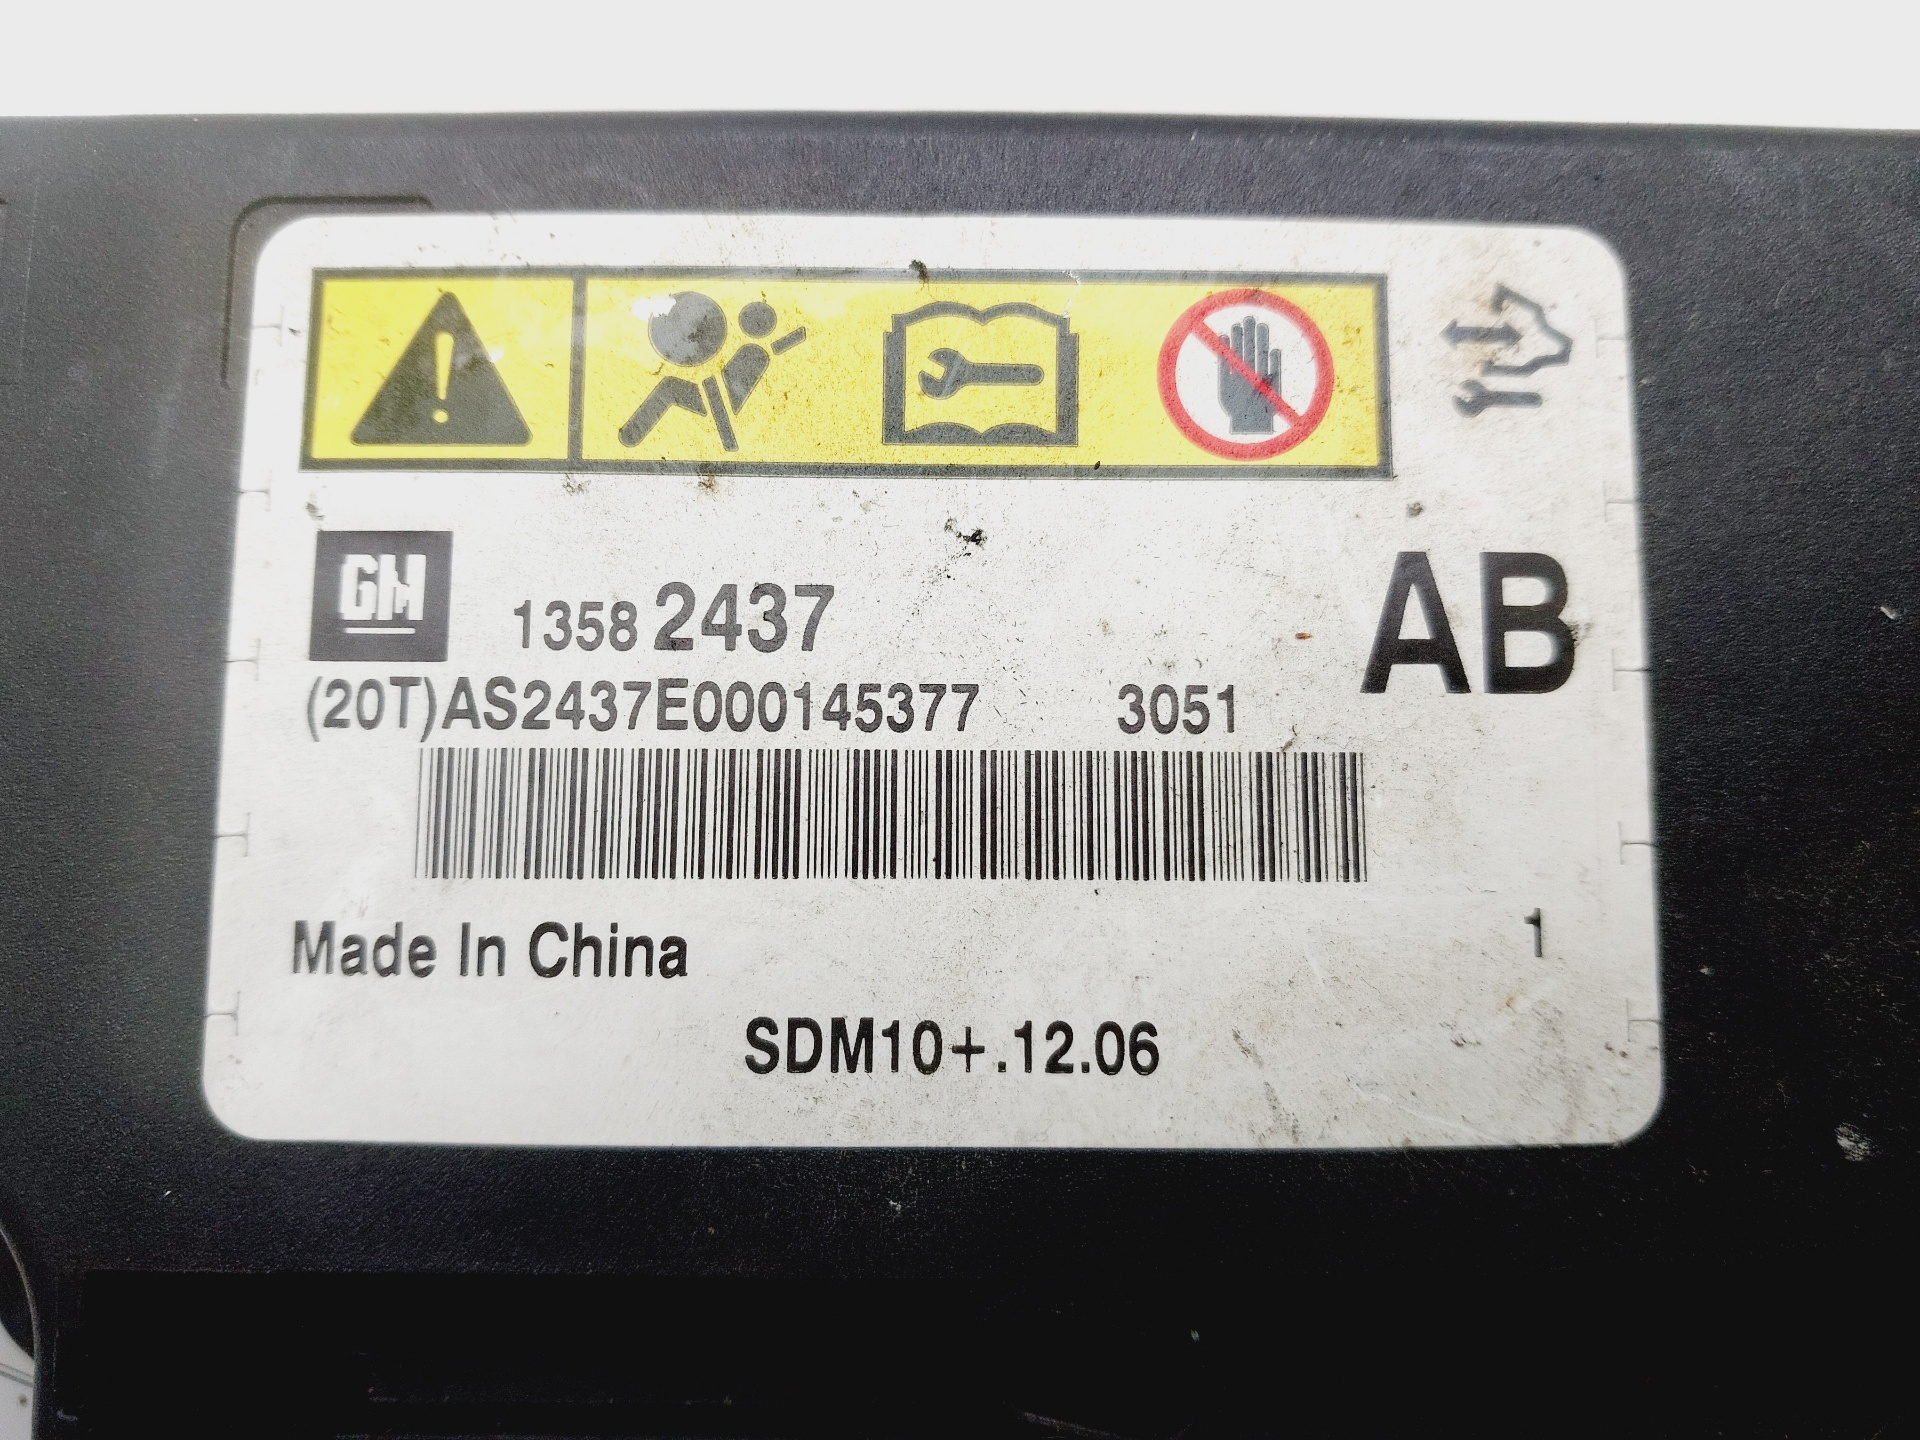 GM
1358 2437
AB
(20T)AS2437E000145377 3051
Made In China
1
SDM10+.12.06